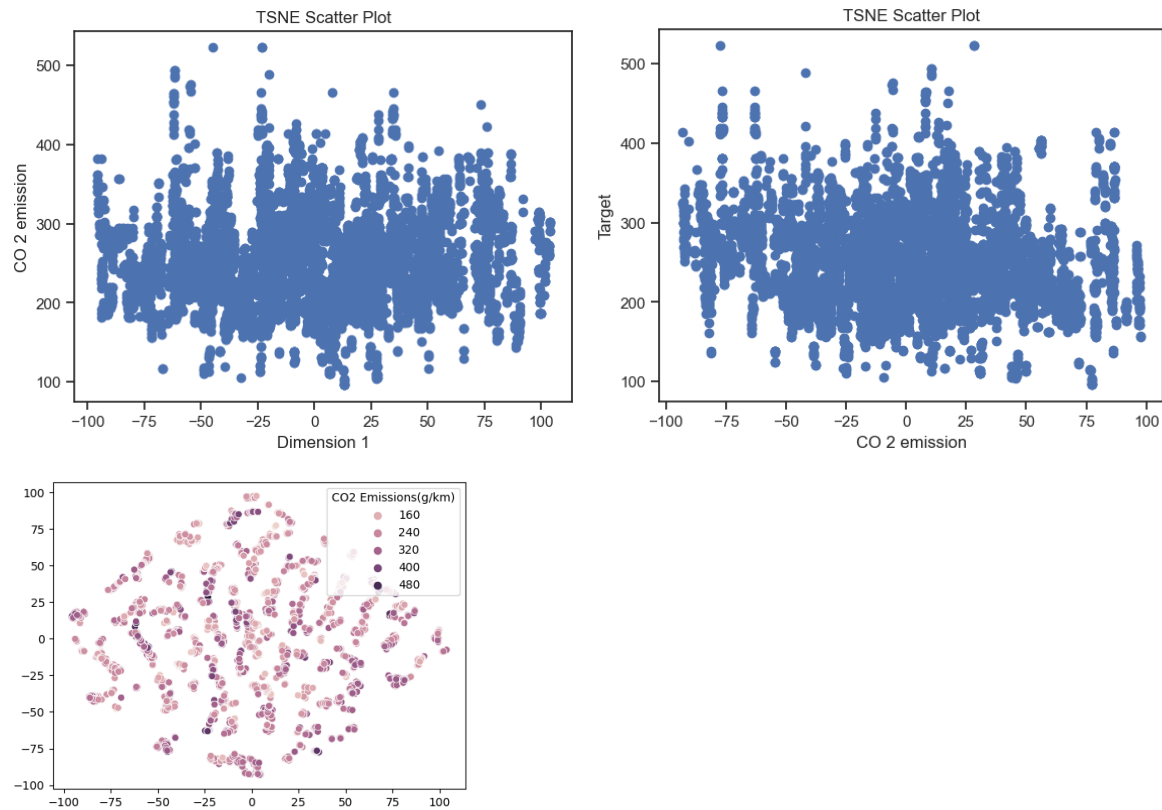 TSNE Scatter Plot
500
400
300
200
100
CO 2 emission
−100 −75 −50 −25 0 25 50 75 100
Dimension 1
TSNE Scatter Plot
500
400
300
200
100
Target
−100 −75 −50 −25 0 25 50 75 100
CO 2 emission
CO2 Emissions(g/km)
160
240
320
400
480
100
75
50
25
0
−25
−50
−75
−100
−100 −75 −50 −25 0 25 50 75 100